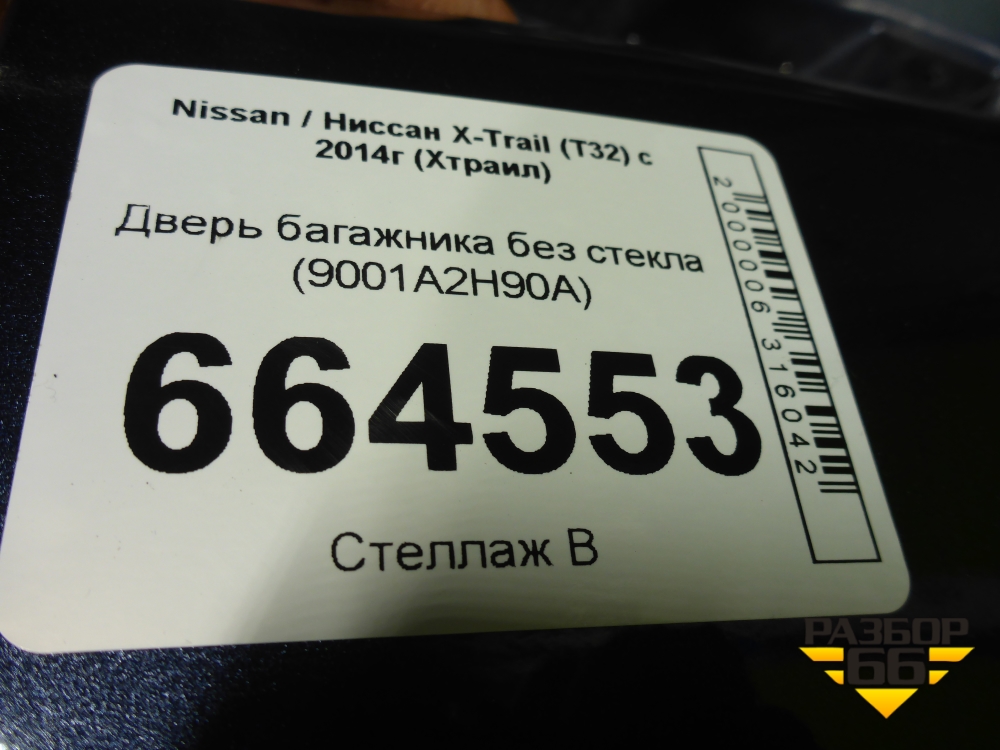 Nissan / Ниссан X-Trail (T32) с
2014г (Хтраил)
Дверь багажника без стекла
(9001A2H90A)
664553
Стеллаж В
2000006316042
РАЗБОР
66